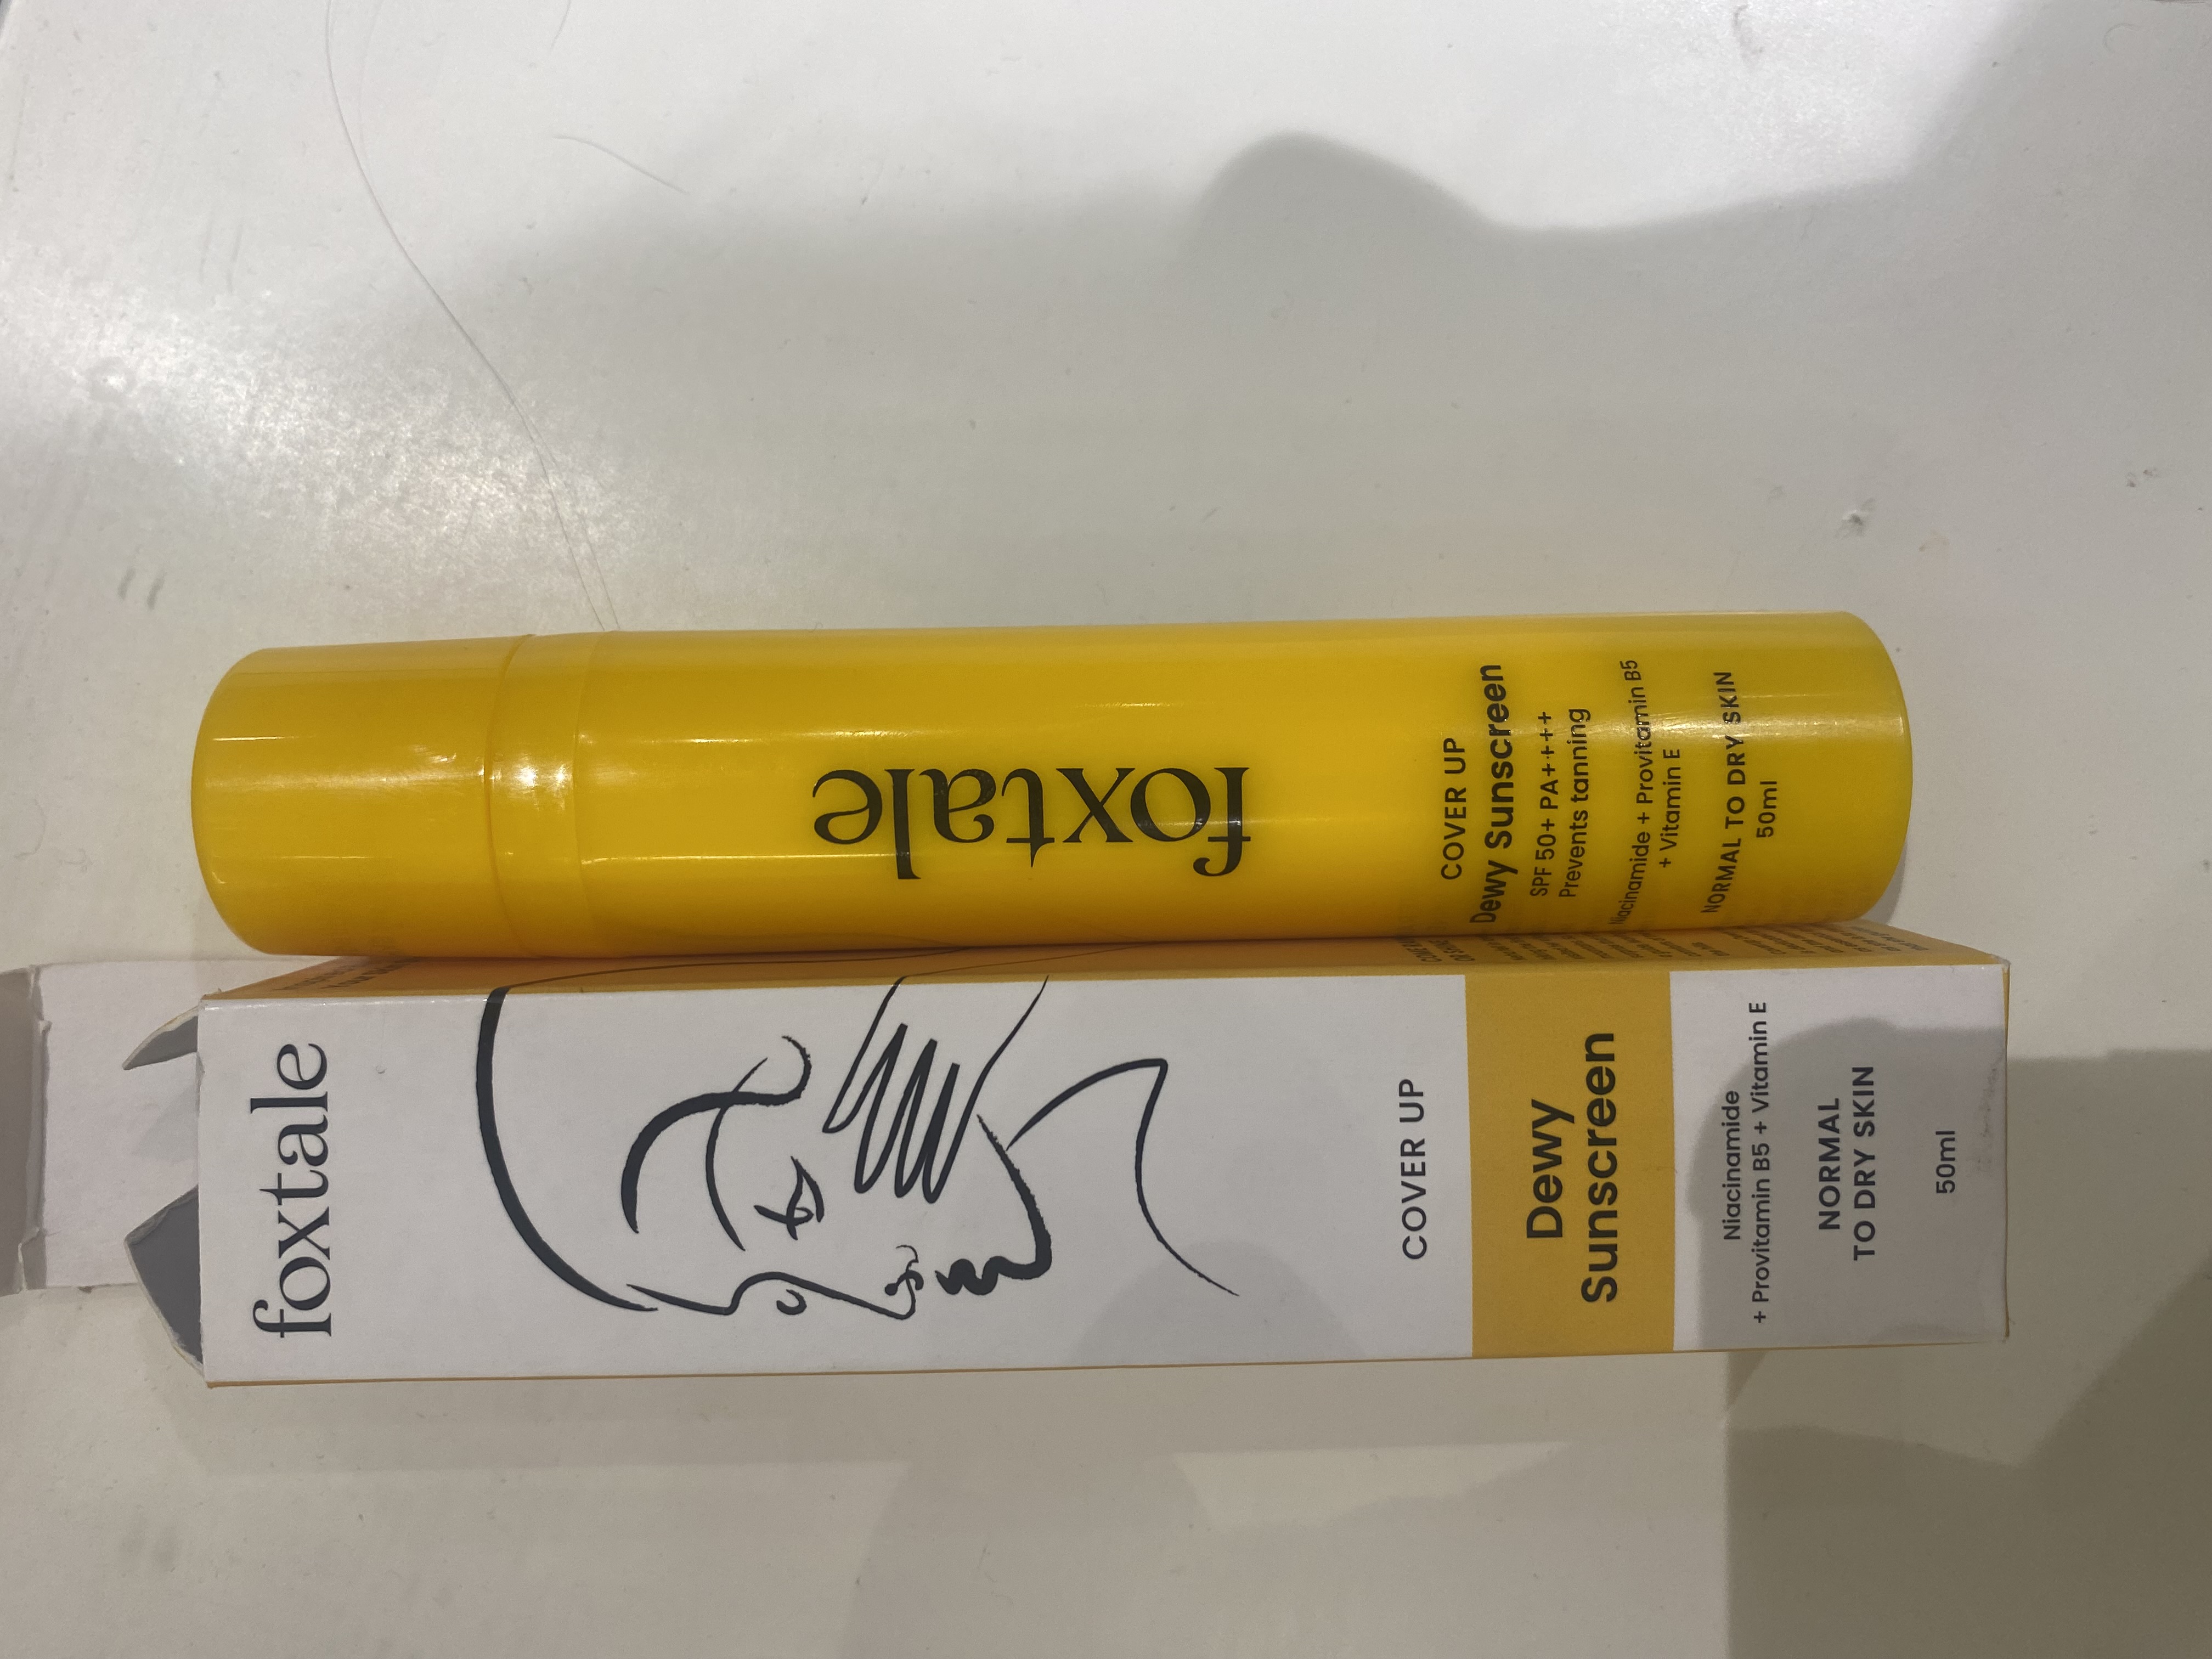 foxtale
COVER UP
Dewy Sunscreen
SPF 50+ PA++++
Prevents tanning
Niacinamide + Provitamin B5
+ Vitamin E
NORMAL TO DRY SKIN
50ml
foxtale
COVER UP
Dewy
Sunscreen
Niacinamide
+ Provitamin B5 + Vitamin E
NORMAL
TO DRY SKIN
50ml